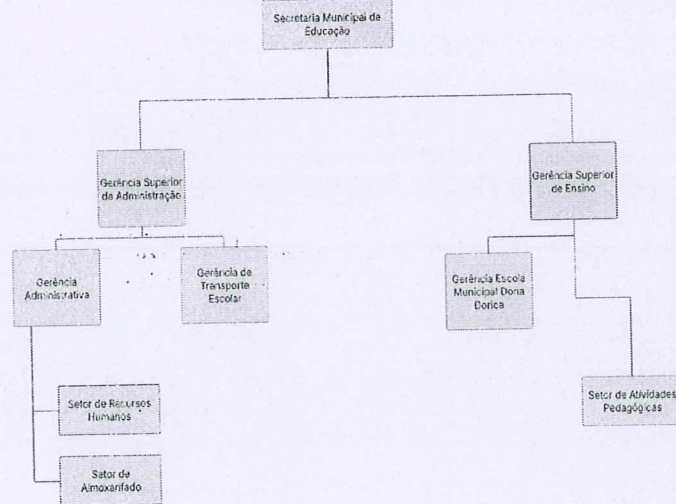 Secretaria Municipal de
Educação
Gerência Superior
da Administração
Gerência Superior
de Ensino
Gerência
Administrativa
Gerência de
Transporte
Escolar
Gerência Escola
Municipal Dona
Dorica
Setor de Recursos
Humanos
Setor de Atividades
Pedagógicas
Setor de
Almoxarifado